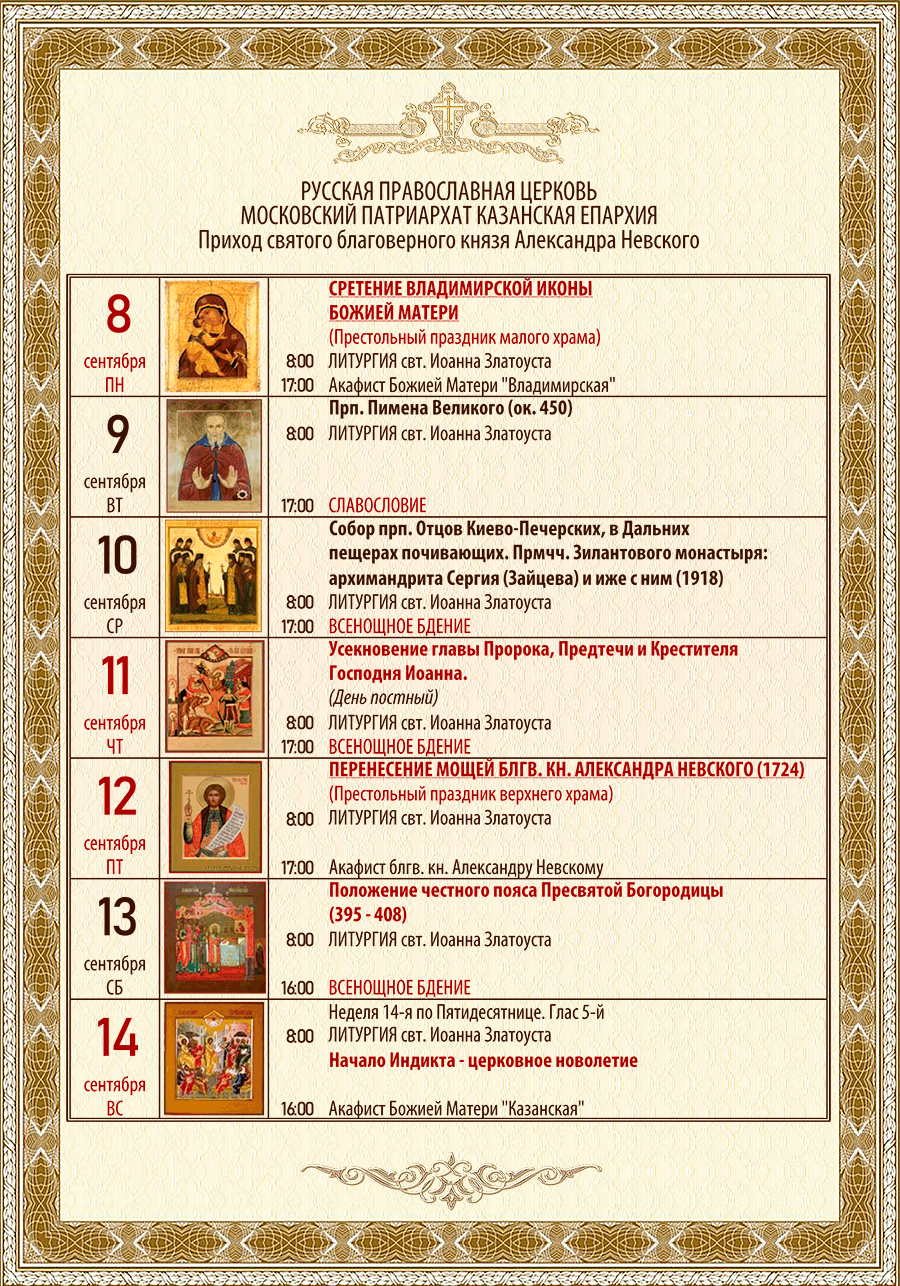 РУССКАЯ ПРАВОСЛАВНАЯ ЦЕРКОВЬ
МОСКОВСКИЙ ПАТРИАРХАТ КАЗАНСКАЯ ЕПАРХИЯ
Приход святого благоверного князя Александра Невского
8
сентября
ПН
СРЕТЕНИЕ ВЛАДИМИРСКОЙ ИКОНЫ
БОЖИЕЙ МАТЕРИ
(Престольный праздник малого храма)
8:00 ЛИТУРГИЯ свт. Иоанна Златоуста
17:00 Акафист Божией Матери "Владимирская"
9
сентября
ВТ
Прп. Пимена Великого (ок. 450)
8:00 ЛИТУРГИЯ свт. Иоанна Златоуста
17:00 СЛАВОСЛОВИЕ
10
сентября
СР
Собор прп. Отцов Киево-Печерских, в Дальних
пещерах почивающих. Прмчч. Зилантового монастыря:
архимандрита Сергия (Зайцева) и иже с ним (1918)
8:00 ЛИТУРГИЯ свт. Иоанна Златоуста
17:00 ВСЕНОЩНОЕ БДЕНИЕ
11
сентября
ЧТ
Усекновение главы Пророка, Предтечи и Крестителя
Господня Иоанна.
(День постный)
8:00 ЛИТУРГИЯ свт. Иоанна Златоуста
17:00 ВСЕНОЩНОЕ БДЕНИЕ
12
сентября
ПТ
ПЕРЕНЕСЕНИЕ МОЩЕЙ БЛГВ. КН. АЛЕКСАНДРА НЕВСКОГО (1724)
(Престольный праздник верхнего храма)
8:00 ЛИТУРГИЯ свт. Иоанна Златоуста
17:00 Акафист блгв. кн. Александру Невскому
13
сентября
СБ
Положение честного пояса Пресвятой Богородицы
(395 - 408)
8:00 ЛИТУРГИЯ свт. Иоанна Златоуста
16:00 ВСЕНОЩНОЕ БДЕНИЕ
14
сентября
ВС
Неделя 14-я по Пятидесятнице. Глас 5-й
8:00 ЛИТУРГИЯ свт. Иоанна Златоуста
Начало Индикта - церковное новолетие
16:00 Акафист Божией Матери "Казанская"